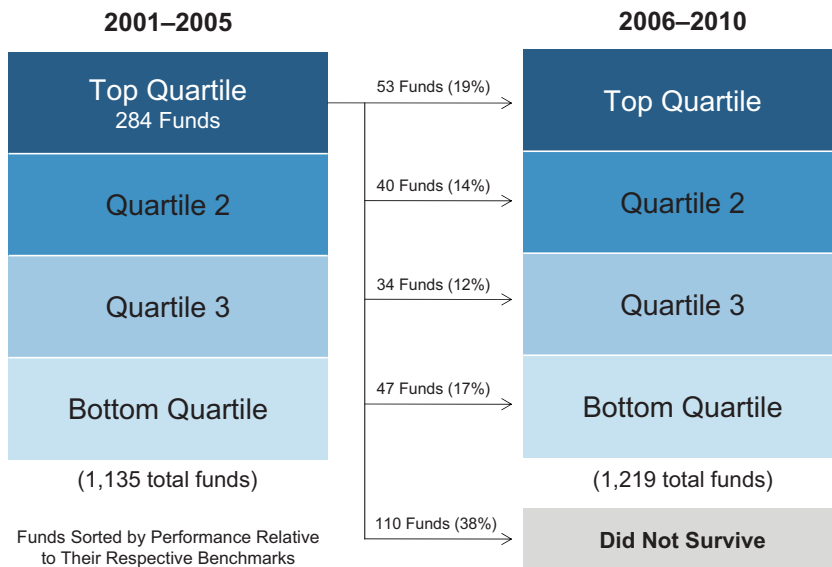 2001–2005
2006–2010
Top Quartile
284 Funds
Quartile 2
Quartile 3
Bottom Quartile
(1,135 total funds)
Funds Sorted by Performance Relative
to Their Respective Benchmarks
53 Funds (19%)
40 Funds (14%)
34 Funds (12%)
47 Funds (17%)
110 Funds (38%)
Top Quartile
Quartile 2
Quartile 3
Bottom Quartile
(1,219 total funds)
Did Not Survive